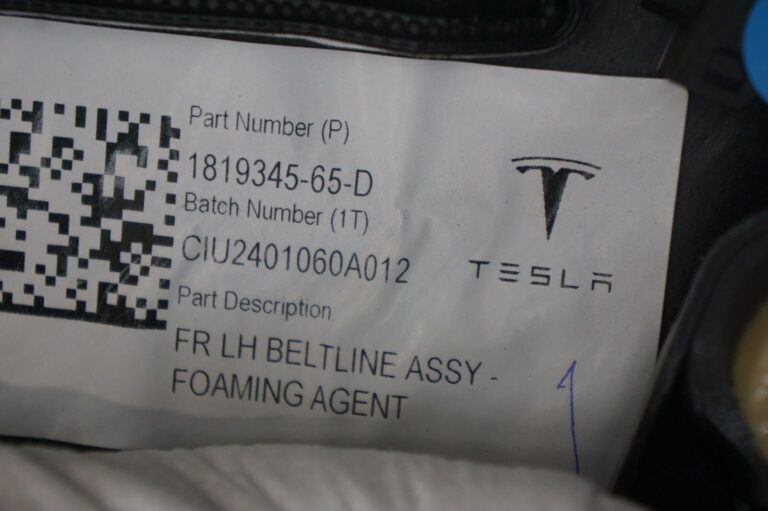 Part Number (P)
1819345-65-D
Batch Number (1T)
CIU2401060A012
Part Description
FR LH BELTLINE ASSY -
FOAMING AGENT
TESLA
1